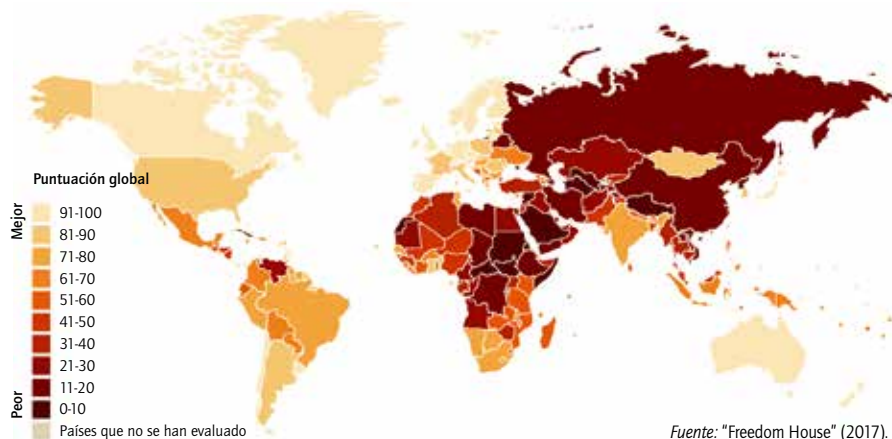 Puntuación global
Mejor
91-100
81-90
71-80
61-70
51-60
41-50
31-40
21-30
11-20
0-10
Peor
Países que no se han evaluado
Fuente: "Freedom House" (2017).